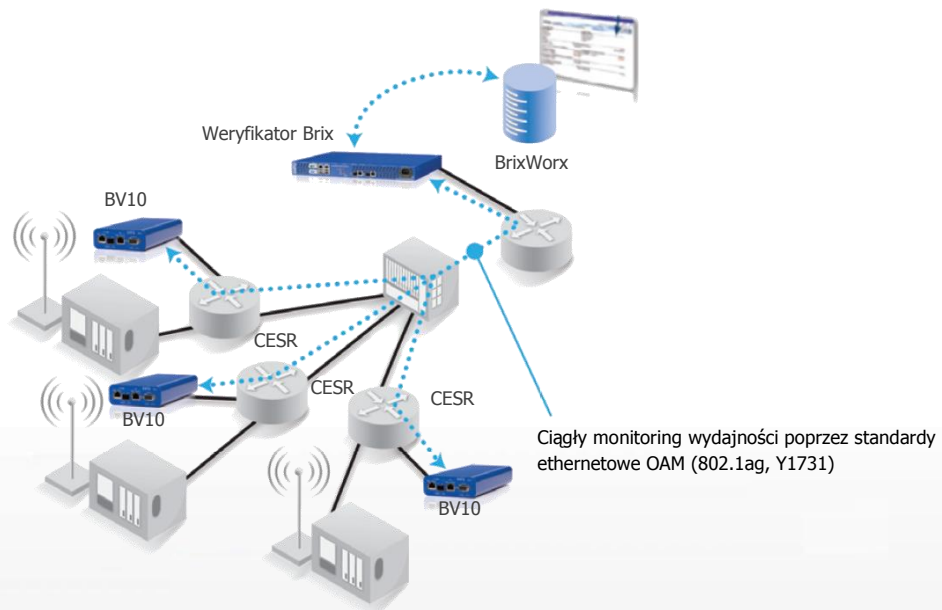 Weryfikator Brix
BrixWorx
BV10
CESR
CESR
BV10
CESR
BV10
Ciągły monitoring wydajności poprzez standardy
ethernetowe OAM (802.1ag, Y1731)